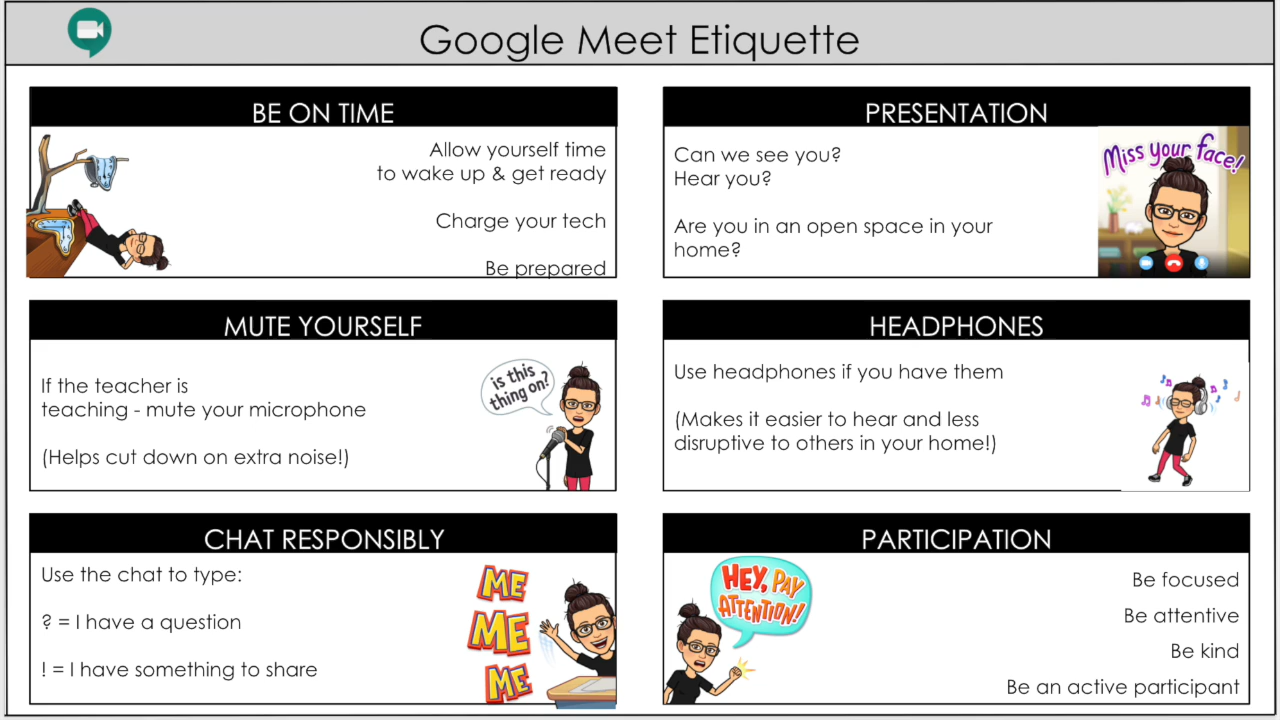 Google Meet Etiquette
BE ON TIME
Allow yourself time
to wake up & get ready
Charge your tech
Be prepared
PRESENTATION
Can we see you?
Hear you?
Are you in an open space in your
home?
Miss your face!
MUTE YOURSELF
If the teacher is
teaching - mute your microphone
(Helps cut down on extra noise!)
is this
thing on?
HEADPHONES
Use headphones if you have them
(Makes it easier to hear and less
disruptive to others in your home!)
CHAT RESPONSIBLY
Use the chat to type:
? = I have a question
! = I have something to share
ME
ME
ME
PARTICIPATION
HEY, PAY
ATTENTION!
Be focused
Be attentive
Be kind
Be an active participant